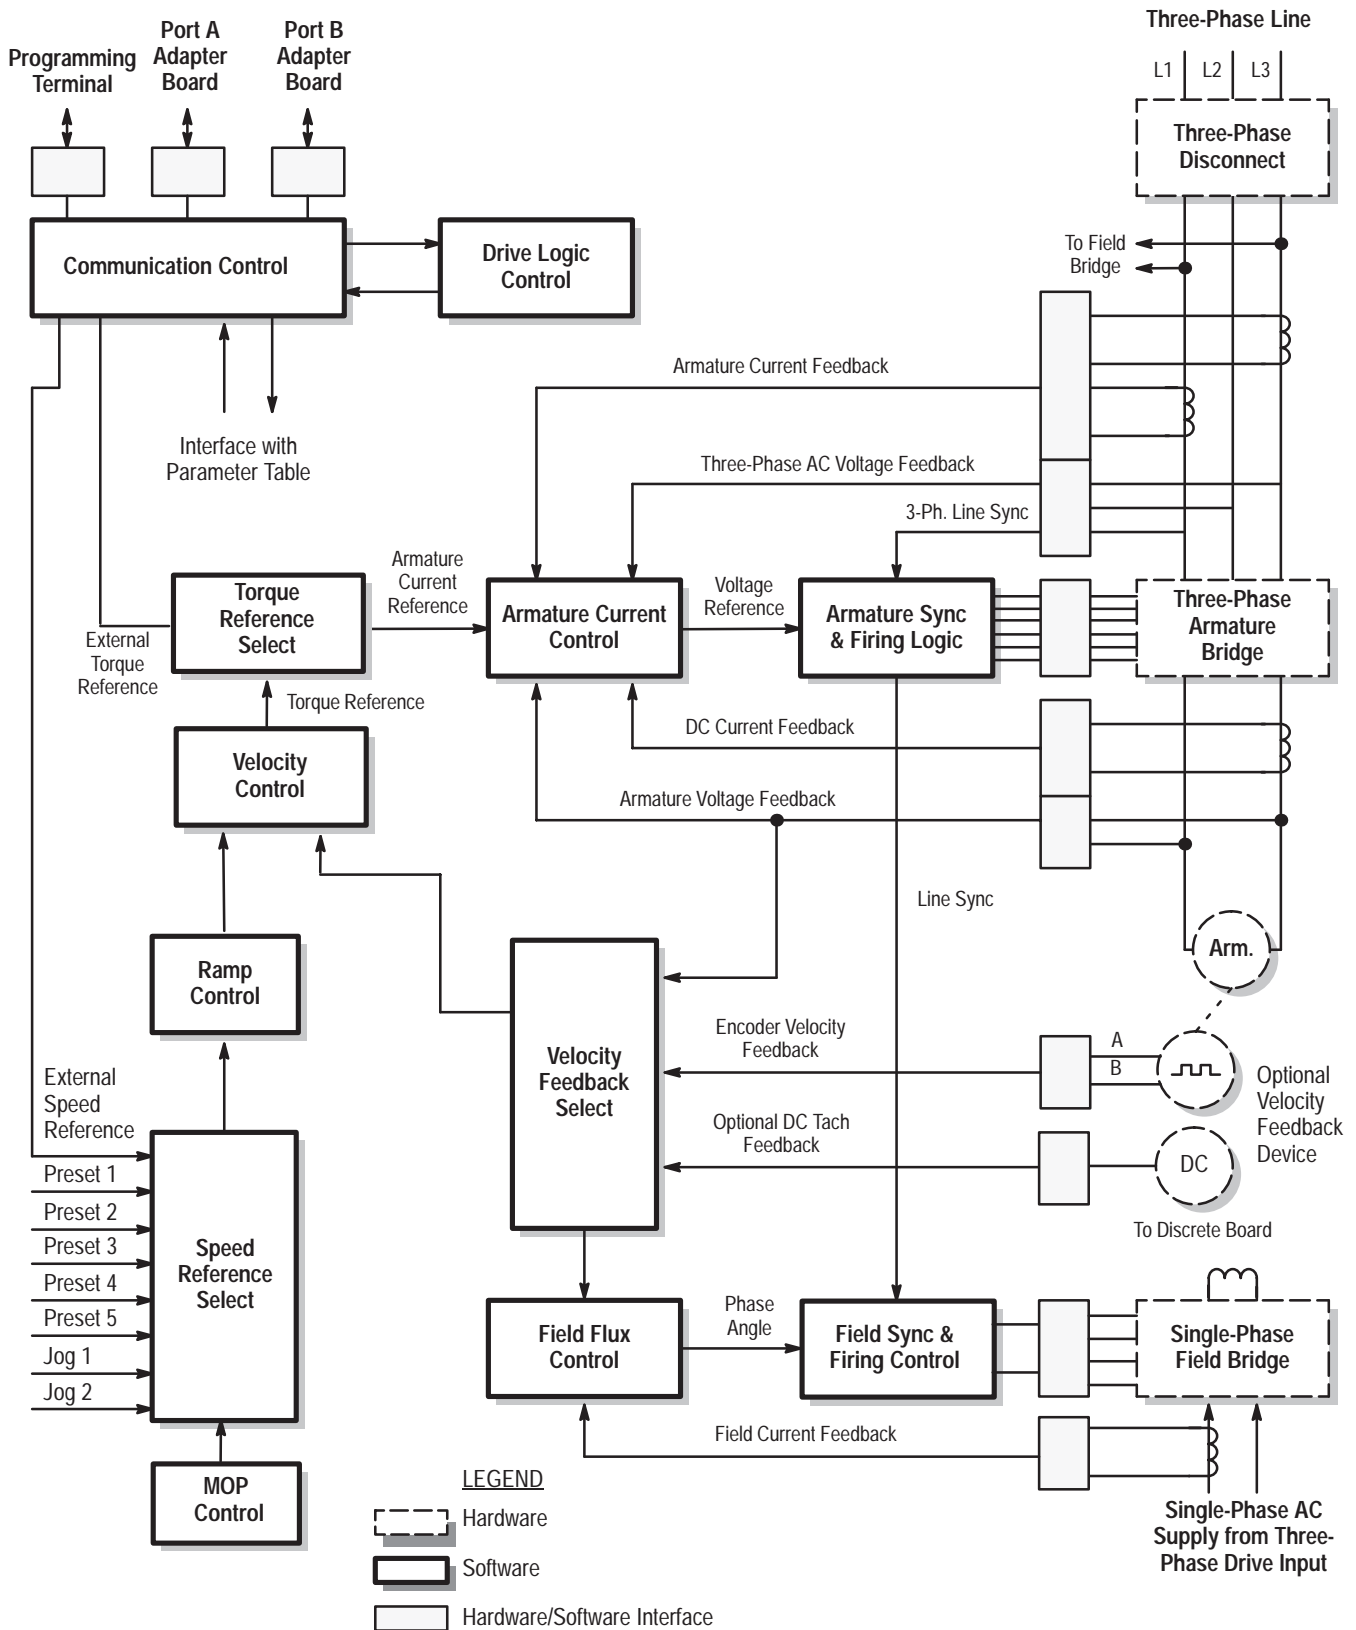 Three-Phase Line
Port A
Adapter
Board
Port B
Adapter
Board
Programming
Terminal
L1
L2
L3
Three-Phase
Disconnect
Communication Control
Drive Logic
Control
To Field
Bridge
Armature Current Feedback
Interface with
Parameter Table
Three-Phase AC Voltage Feedback
3-Ph. Line Sync
Torque
Reference
Select
Armature
Current
Reference
Armature Current
Control
Voltage
Reference
Armature Sync
& Firing Logic
Three-Phase
Armature
Bridge
External
Torque
Reference
Torque Reference
DC Current Feedback
Velocity
Control
Armature Voltage Feedback
Line Sync
Ramp
Control
Arm.
Velocity
Feedback
Select
Encoder Velocity
Feedback
A
B
Optional
Velocity
Feedback
Device
External
Speed
Reference
Optional DC Tach
Feedback
DC
To Discrete Board
Preset 1
Preset 2
Preset 3
Preset 4
Preset 5
Jog 1
Jog 2
Speed
Reference
Select
Field Flux
Control
Phase
Angle
Field Sync &
Firing Control
Single-Phase
Field Bridge
Field Current Feedback
MOP
Control
Single-Phase AC
Supply from Three-
Phase Drive Input
LEGEND
Hardware
Software
Hardware/Software Interface